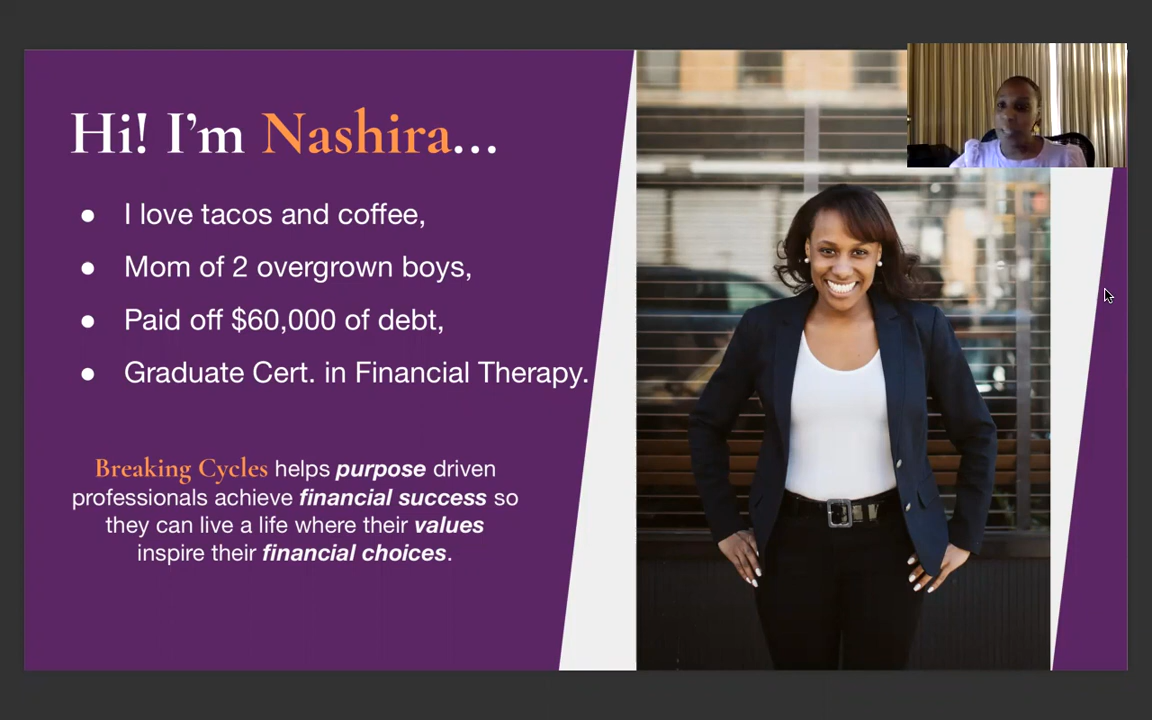 Hi! I'm Nashira...
● I love tacos and coffee,
● Mom of 2 overgrown boys,
● Paid off $60,000 of debt,
● Graduate Cert. in Financial Therapy.
Breaking Cycles helps purpose driven
professionals achieve financial success so
they can live a life where their values
inspire their financial choices.